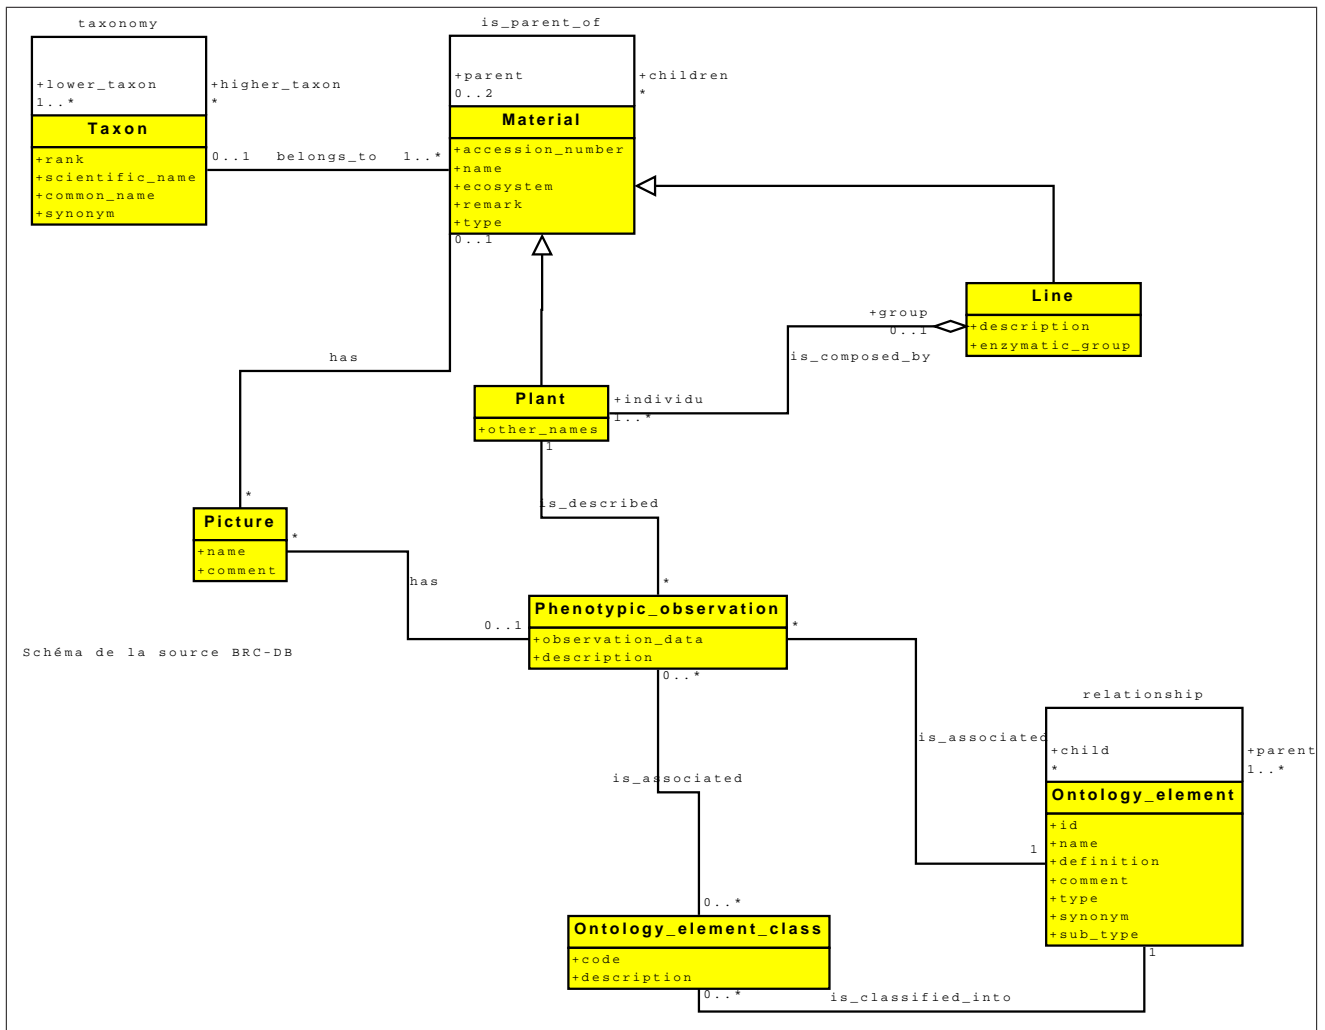 taxonomy
is_parent_of
+lower_taxon
1..*
+higher_taxon
*
+parent
0..2
+children
*
Taxon
+rank
+scientific_name
+common_name
+synonym
0..1
belongs_to
1..*
Material
+accession_number
+name
+ecosystem
+remark
+type
0..1
Line
+description
+enzymatic_group
+group
0..1
is_composed_by
has
Plant
+other_names
1
+individu
1..*
is_described
*
Picture
+name
+comment
*
has
*
Phenotypic_observation
+observation_data
+description
0..1
*
0..*
Schéma de la source BRC-DB
relationship
is_associated
+child
*
+parent
1..*
is_associated
Ontology_element
+id
+name
+definition
+comment
+type
+synonym
+sub_type
1
1
0..*
Ontology_element_class
+code
+description
0..*
is_classified_into